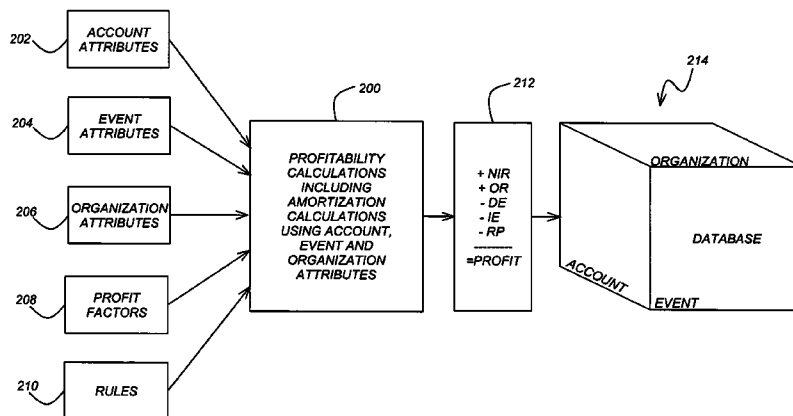 202
ACCOUNT
ATTRIBUTES
204
EVENT
ATTRIBUTES
206
ORGANIZATION
ATTRIBUTES
208
PROFIT
FACTORS
210
RULES
200
PROFITABILITY
CALCULATIONS
INCLUDING
AMORTIZATION
CALCULATIONS
USING ACCOUNT,
EVENT AND
ORGANIZATION
ATTRIBUTES
212
+ NIR
+ OR
- DE
- IE
- RP
=PROFIT
214
ORGANIZATION
DATABASE
ACCOUNT
EVENT